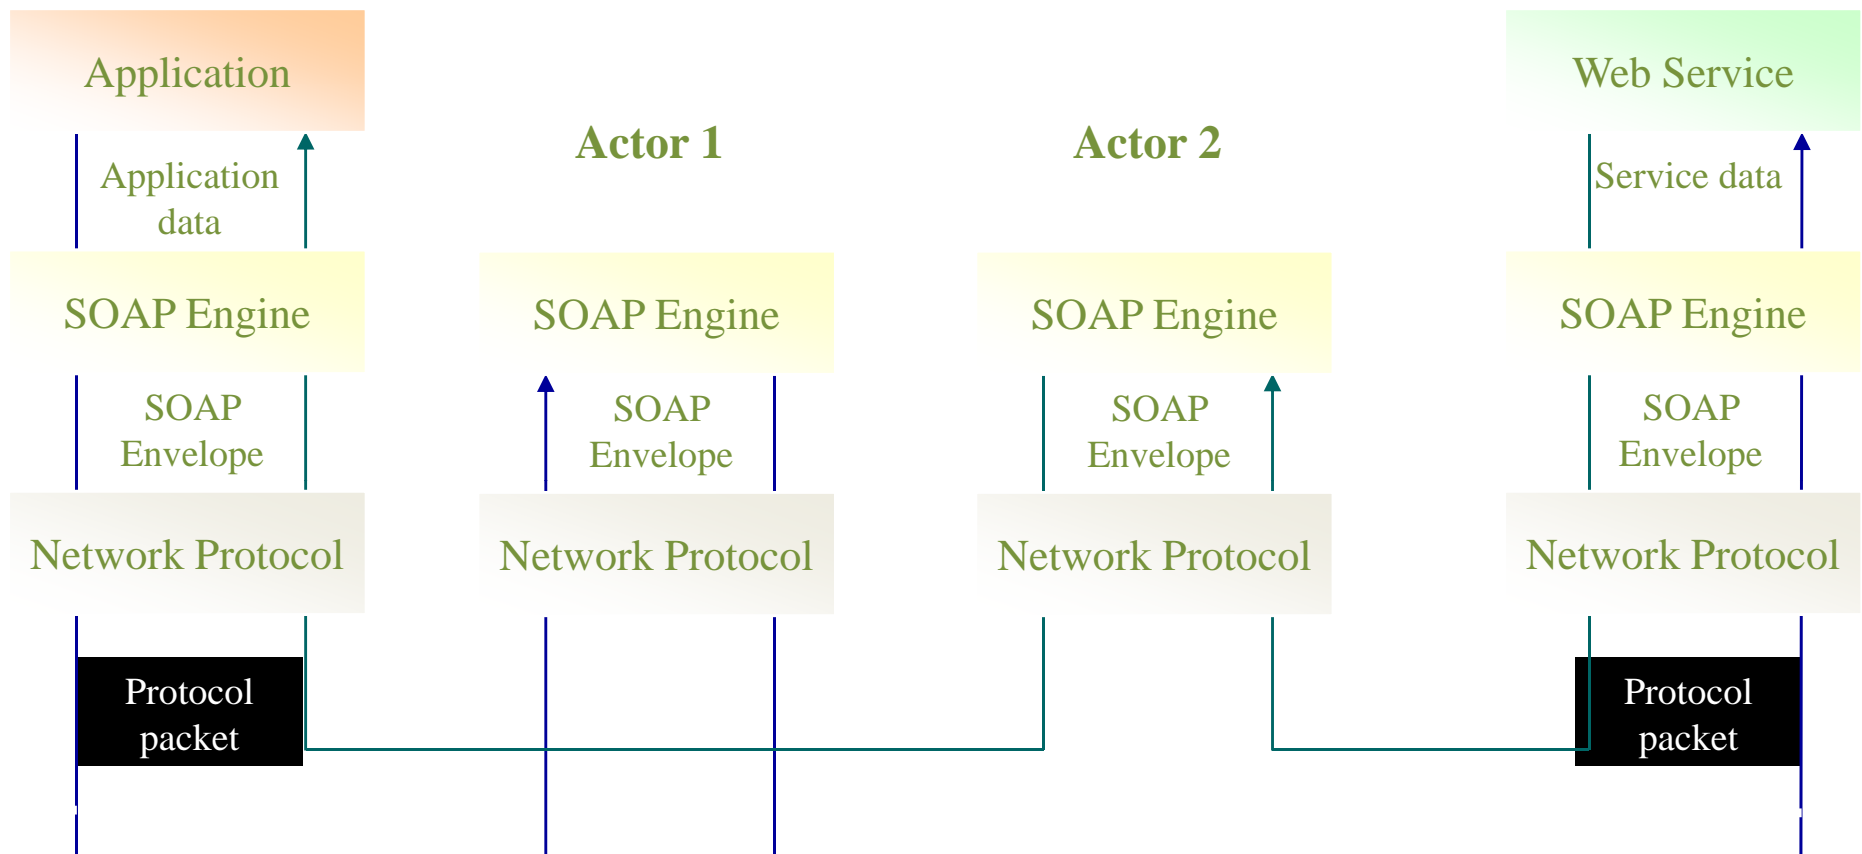 Application
Web Service
Actor 1
Actor 2
Application
data
Service data
SOAP Engine
SOAP Engine
SOAP Engine
SOAP Engine
SOAP
Envelope
SOAP
Envelope
SOAP
Envelope
SOAP
Envelope
Network Protocol
Network Protocol
Network Protocol
Network Protocol
Protocol
packet
Protocol
packet